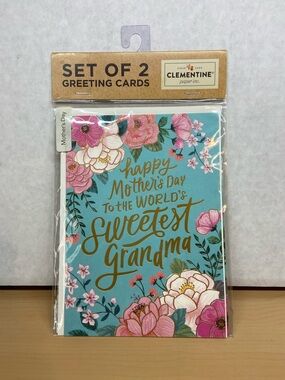 SET OF 2
GREETING CARDS
CLEMENTINE
paper inc.
Mother's Day
happy
Mother's Day
TO THE WORLD'S
Sweetest
grandma